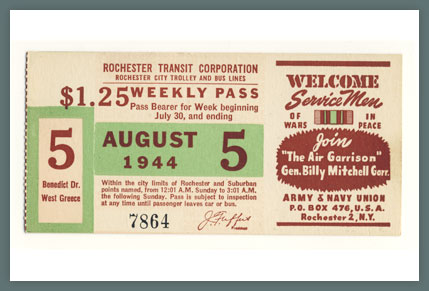 ROCHESTER TRANSIT CORPORATION
ROCHESTER CITY TROLLEY AND BUS LINES
$1.25 WEEKLY PASS
Pass Bearer for Week beginning
July 30, and ending
5
Benedict Dr.
West Greece
AUGUST 5
1944
Within the city limits of Rochester and Suburban
points named, from 12:01 A.M. Sunday to 3:01 A.M.
the following Sunday. Pass is subject to inspection
at any time until passenger leaves car or bus.
7864
WELCOME
Service Men
OF WARS IN PEACE
Join
"The Air Garrison"
Gen. Billy Mitchell Garr.
ARMY & NAVY UNION
P.O. BOX 476, U.S.A.
Rochester 2, N.Y.